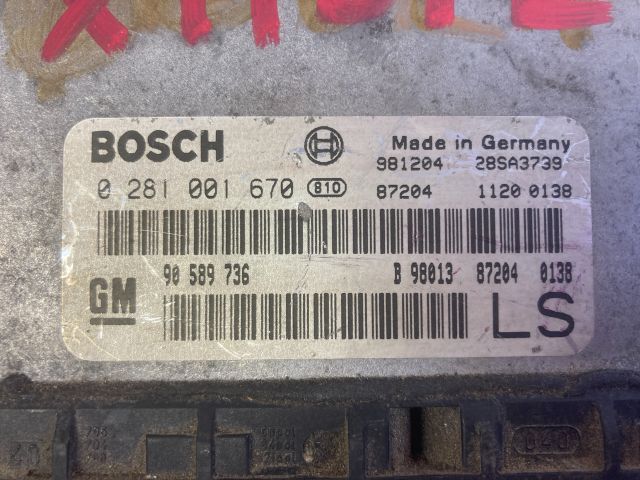 BOSCH Made in Germany
981204 28SA3739
0 281 001 670 810 87204 1120 0138
GM 90 589 736 B 98013 87204 0138
LS
040